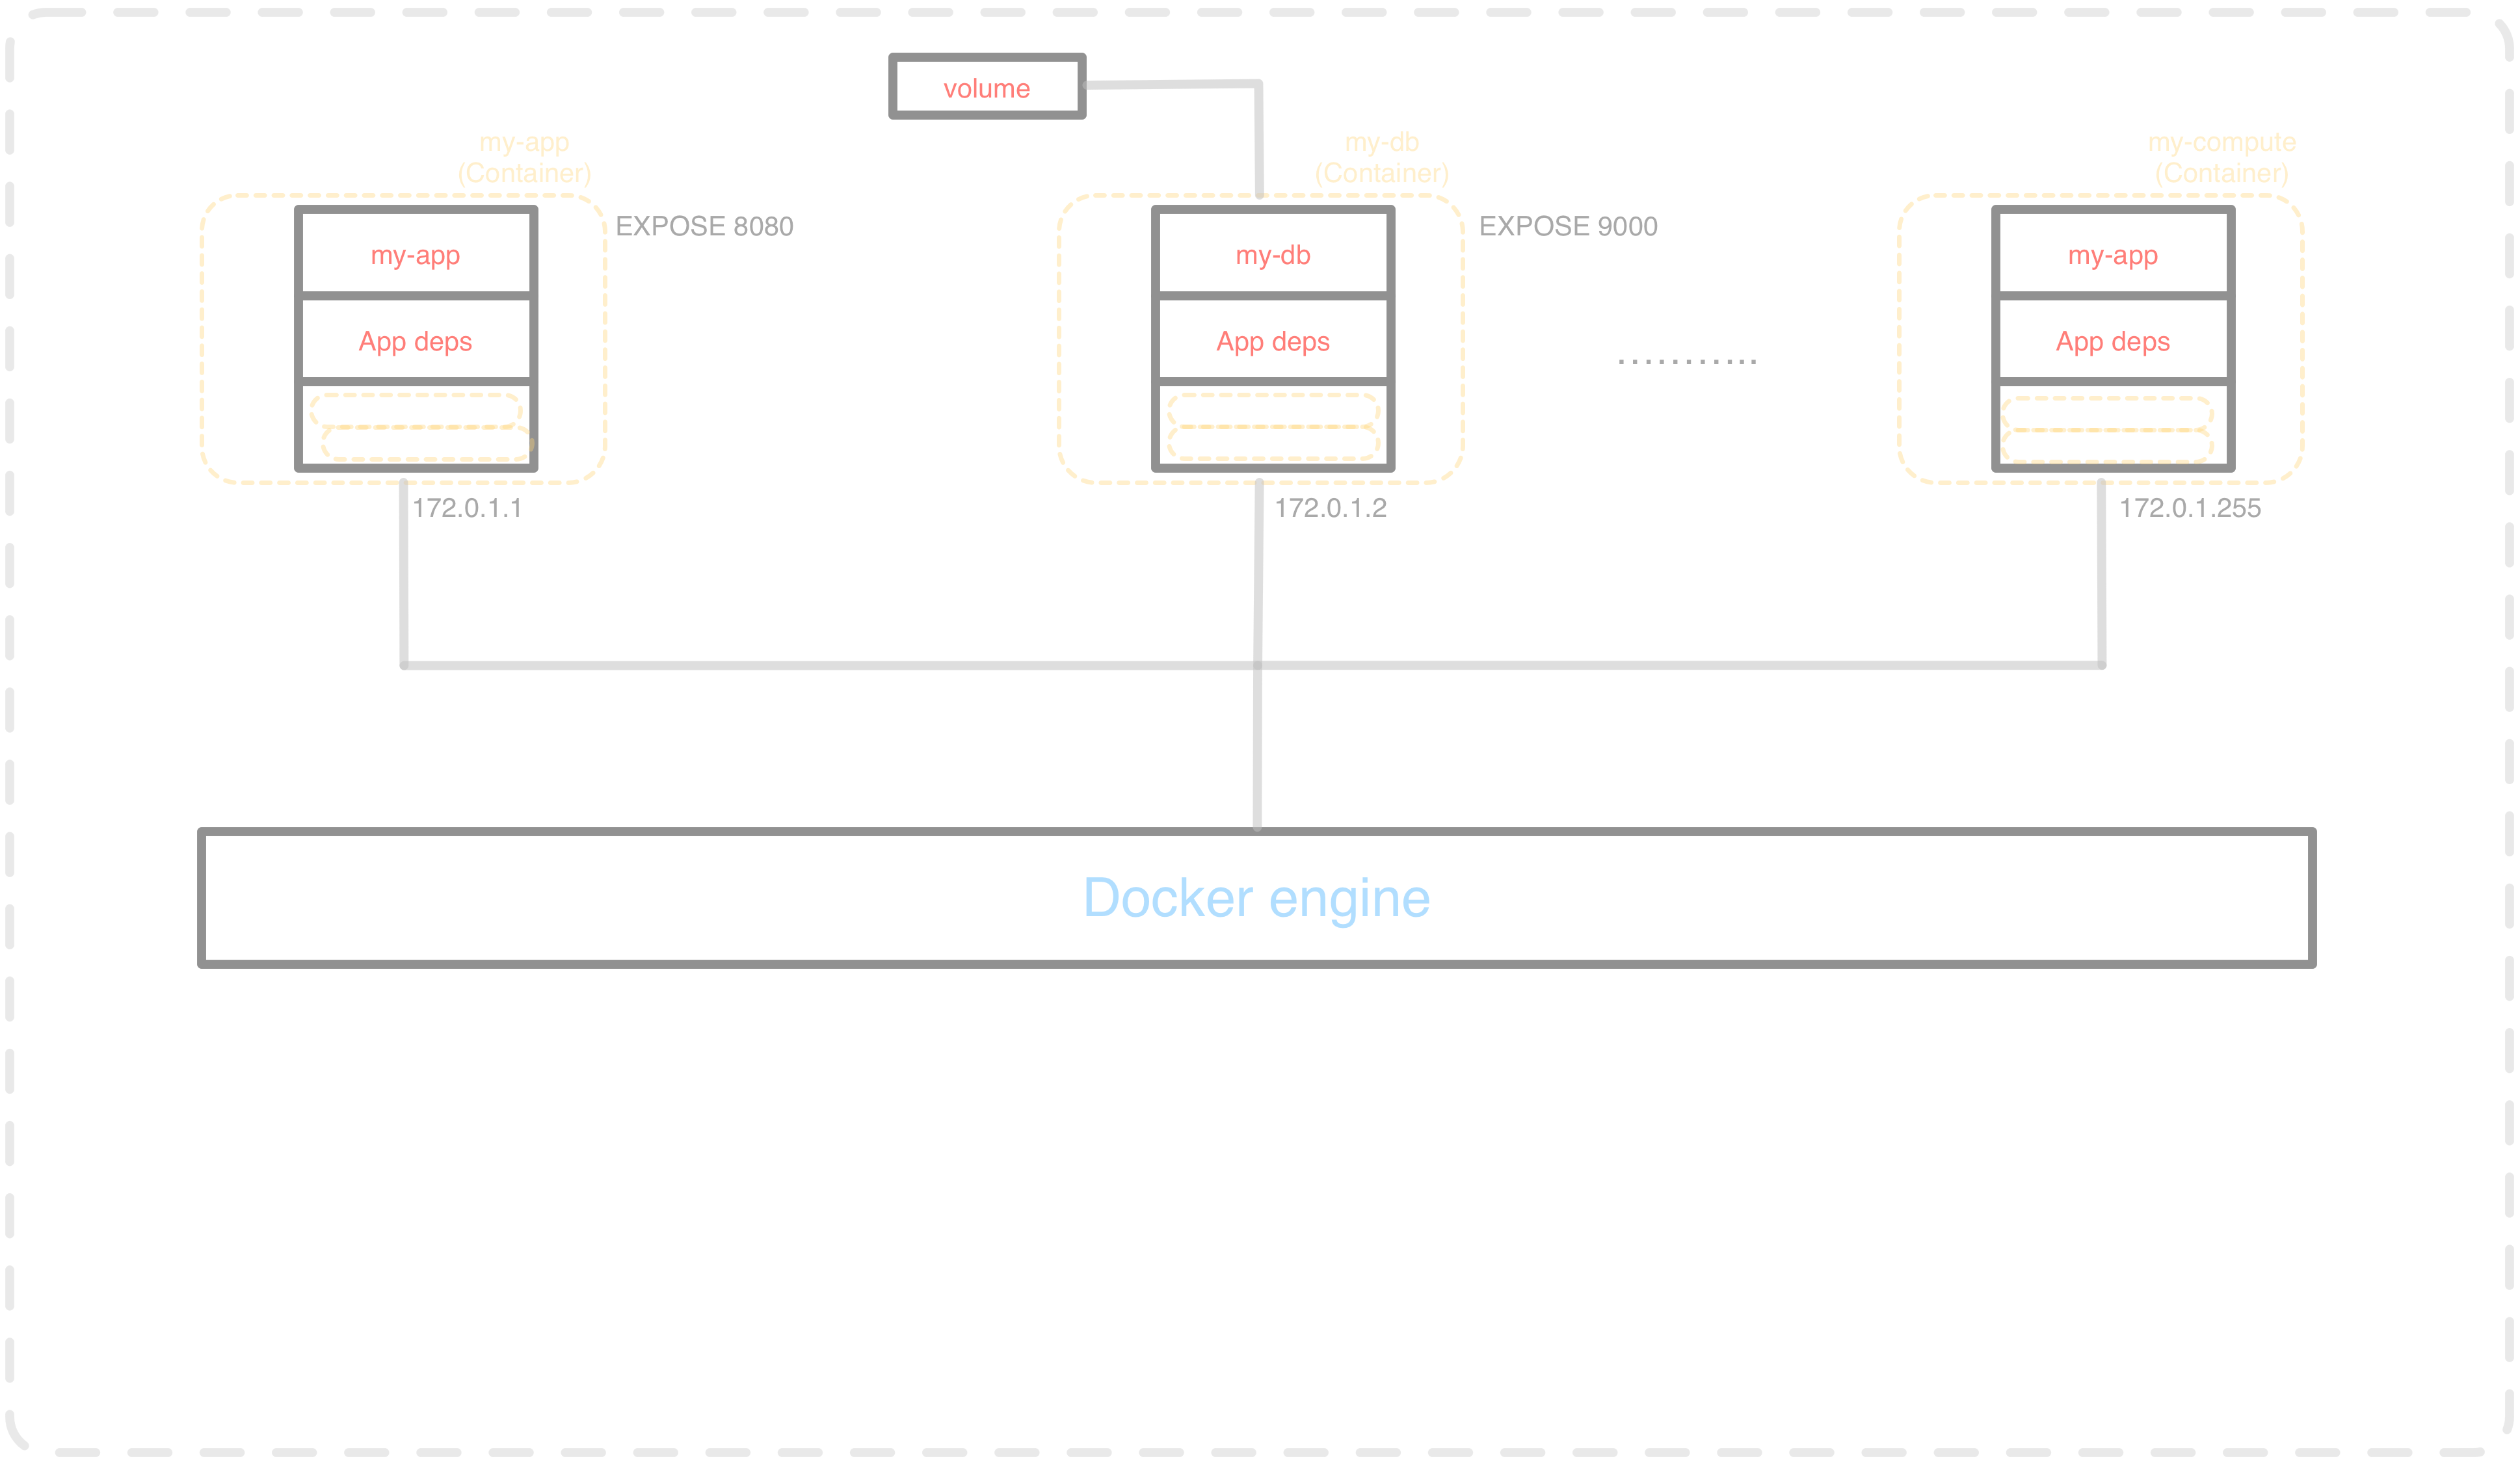 volume
my-app
(Container)
my-db
(Container)
my-compute
(Container)
EXPOSE 8080
EXPOSE 9000
my-app
my-db
my-app
App deps
App deps
App deps
...........
172.0.1.1
172.0.1.2
172.0.1.255
Docker engine